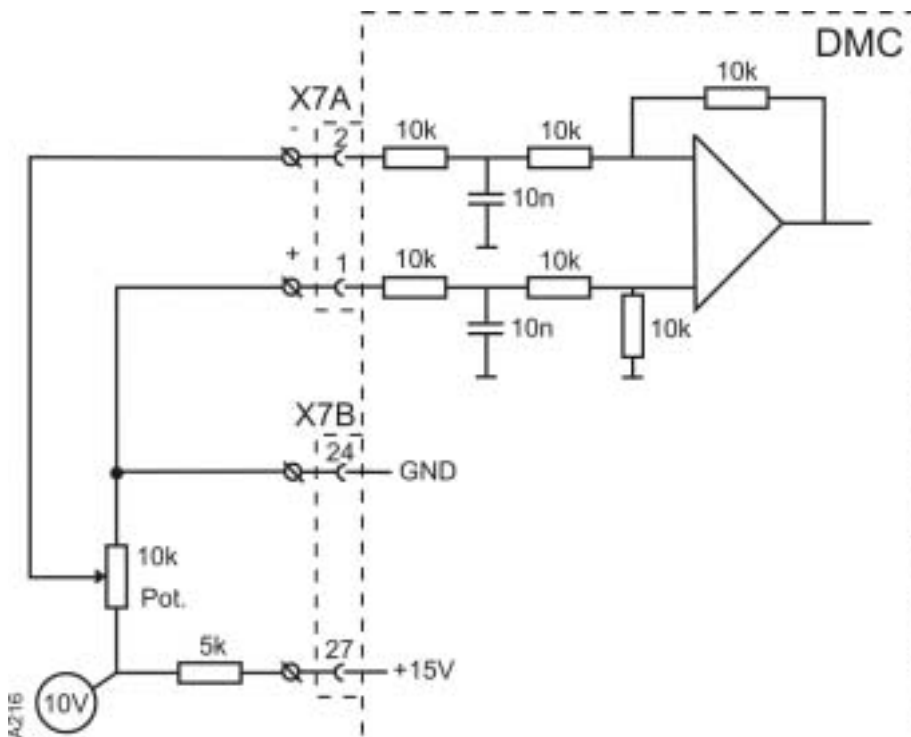 DMC
10k
X7A
-
2
10k
10k
10n
+
1
10k
10k
10n
10k
X7B
24
GND
10k
Pot.
5k
27
+15V
10V
A216